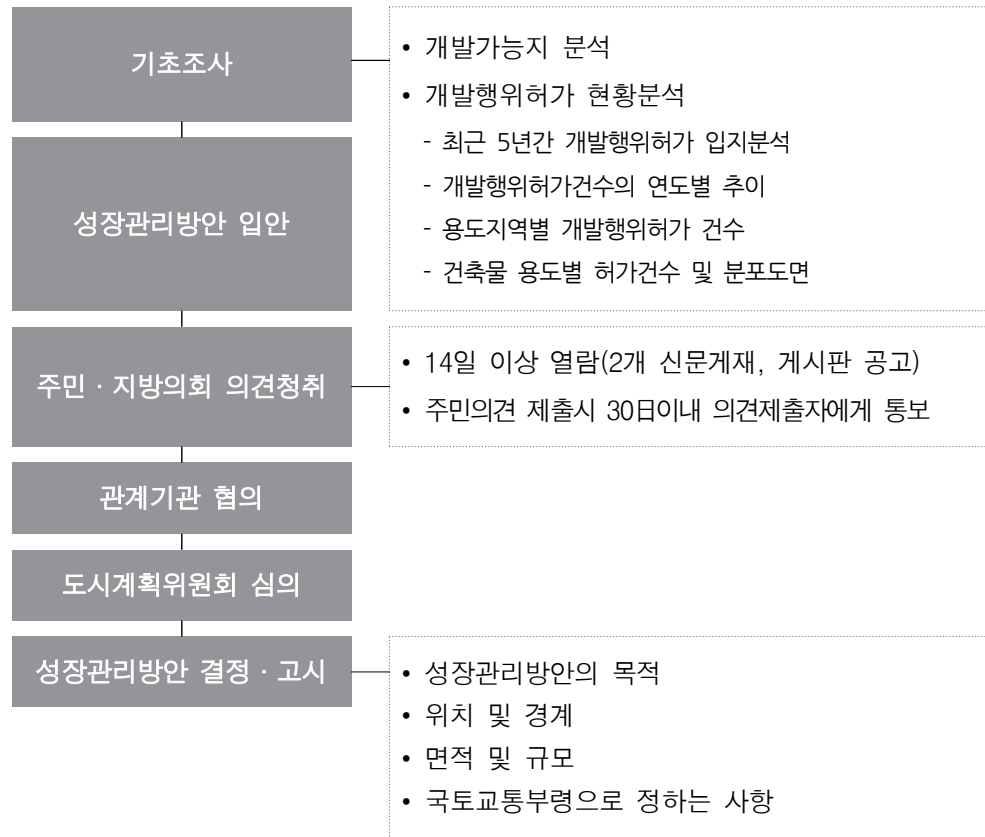 기초조사
• 개발가능지 분석
• 개발행위허가 현황분석
- 최근 5년간 개발행위허가 입지분석
- 개발행위허가건수의 연도별 추이
- 용도지역별 개발행위허가 건수
- 건축물 용도별 허가건수 및 분포도면
성장관리방안 입안
주민 · 지방의회 의견청취
• 14일 이상 열람(2개 신문게재, 게시판 공고)
• 주민의견 제출시 30日이내 의견제출자에게 통보
관계기관 협의
도시계획위원회 심의
성장관리방안 결정 · 고시
• 성장관리방안의 목적
• 위치 및 경계
• 면적 및 규모
• 국토교통부령으로 정하는 사항